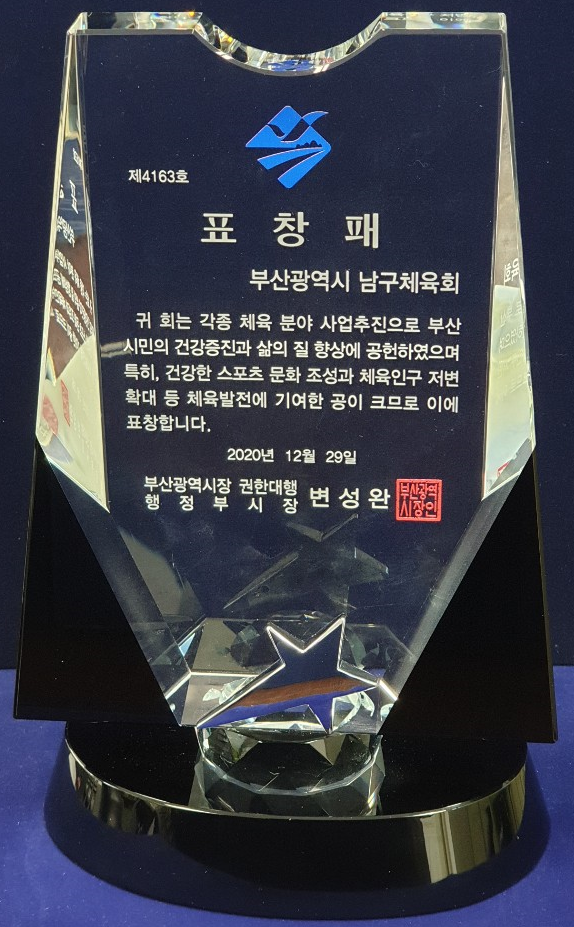 제4163호
표창패
부산광역시 남구체육회
귀 회는 각종 체육 분야 사업추진으로 부산
시민의 건강증진과 삶의 질 향상에 공헌하였으며
특히, 건강한 스포츠 문화 조성과 체육인구 저변
확대 등 체육발전에 기여한 공이 크므로 이에
표창합니다.
2020년 12월 29일
부산광역시장 권한대행
행정부시장
변성완
부산광역
시장인